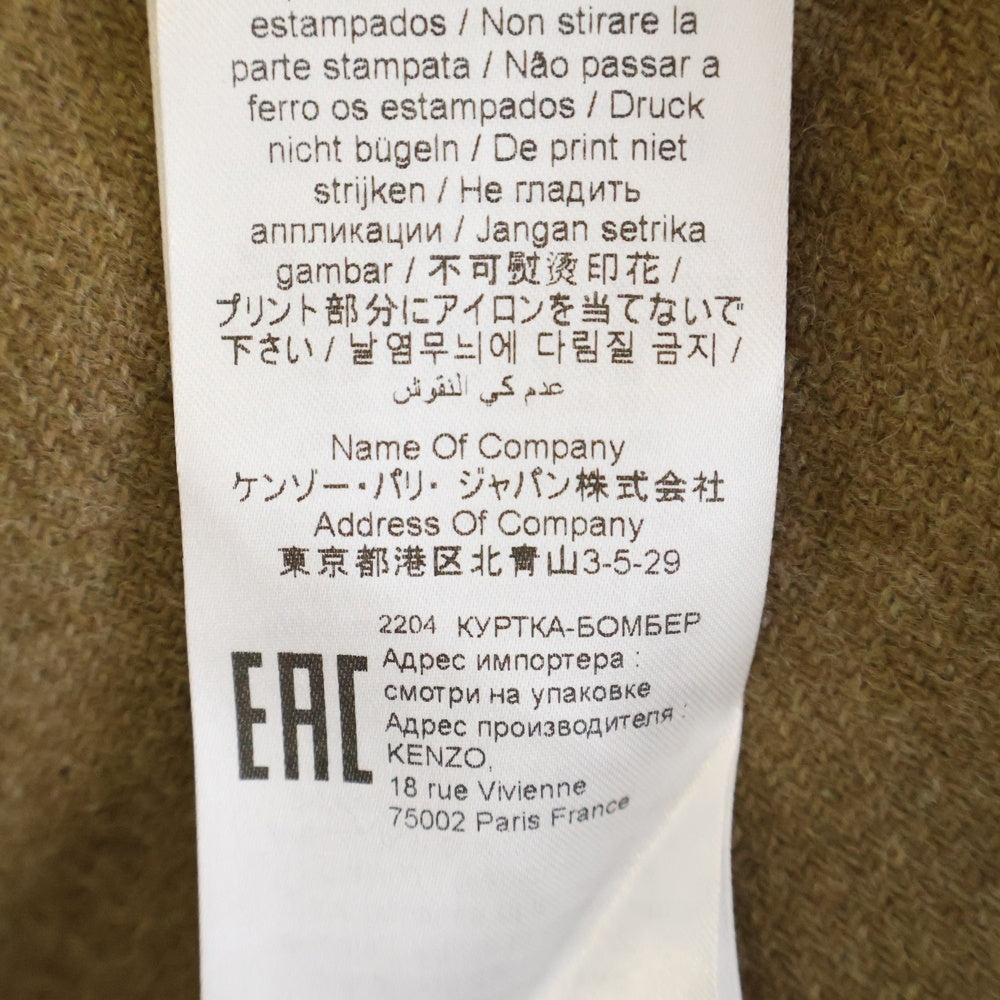 estampados / Non stirare la
parte stampata / Não passar a
ferro os estampados / Druck
nicht bügeln / De print niet
strijken / Не гладить
аппликации / Jangan setrika
gambar / 不可熨烫印花 /
プリント部分にアイロンを当てないで
下さい / 날염무늬에 다림질 금지 /
عدم كي النقوش
Name Of Company
ケンゾー・パリ・ジャパン株式会社
Address Of Company
東京都港区北青山3-5-29
2204 КУРТКА-БОМБЕР
EAC
Адрес импортера :
смотри на упаковке
Адрес производителя :
KENZO,
18 rue Vivienne
75002 Paris France